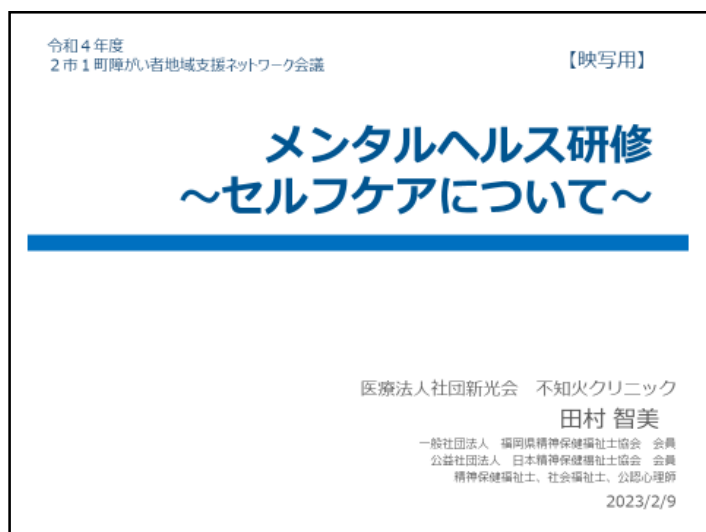 令和４年度
２市１町障がい者地域支援ネットワーク会議
【映写用】
メンタルヘルス研修
～セルフケアについて～
医療法人社団新光会　不知火クリニック
田村 智美
一般社団法人　福岡県精神保健福祉士協会　会員
公益社団法人　日本精神保健福祉士協会　会員
精神保健福祉士、社会福祉士、公認心理師
2023/2/9